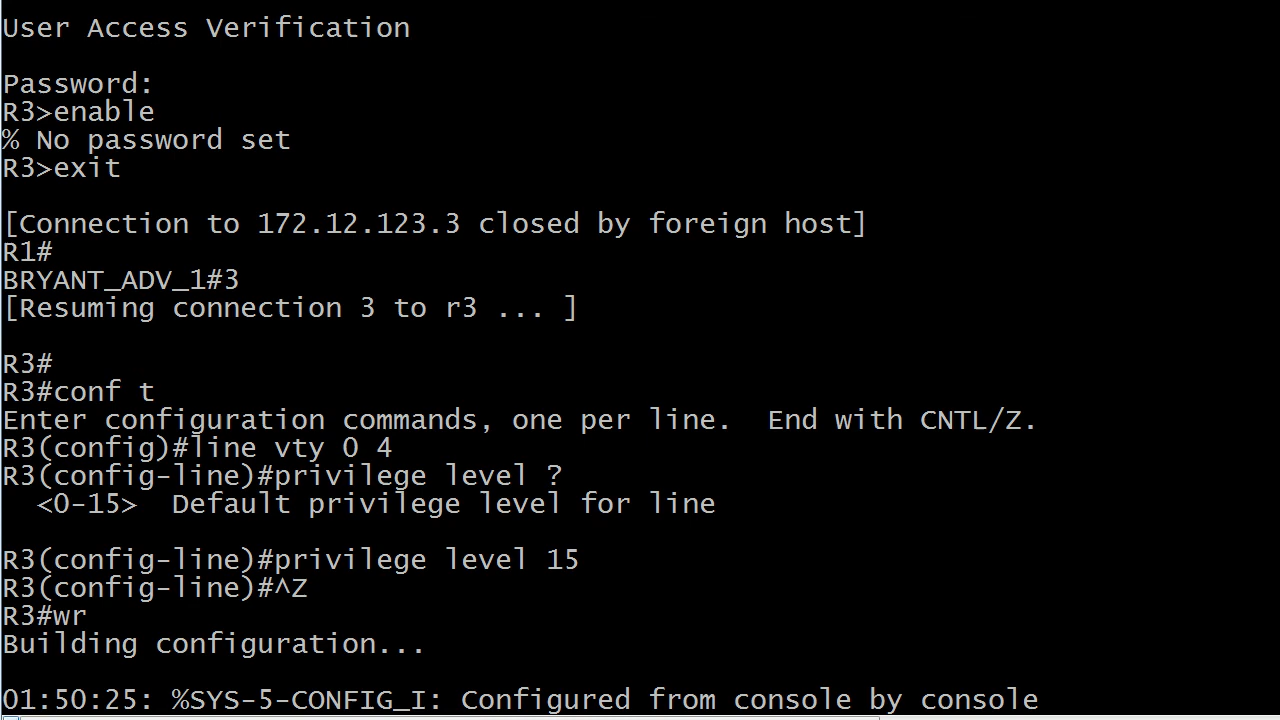 User Access Verification
Password:
R3>enable
% No password set
R3>exit
[Connection to 172.12.123.3 closed by foreign host]
R1#
BRYANT_ADV_1#3
[Resuming connection 3 to r3 ... ]
R3#
R3#conf t
Enter configuration commands, one per line.  End with CNTL/Z.
R3(config)#line vty 0 4
R3(config-line)#privilege level ?
  <0-15>  Default privilege level for line
R3(config-line)#privilege level 15
R3(config-line)#^Z
R3#wr
Building configuration...
01:50:25: %SYS-5-CONFIG_I: Configured from console by console